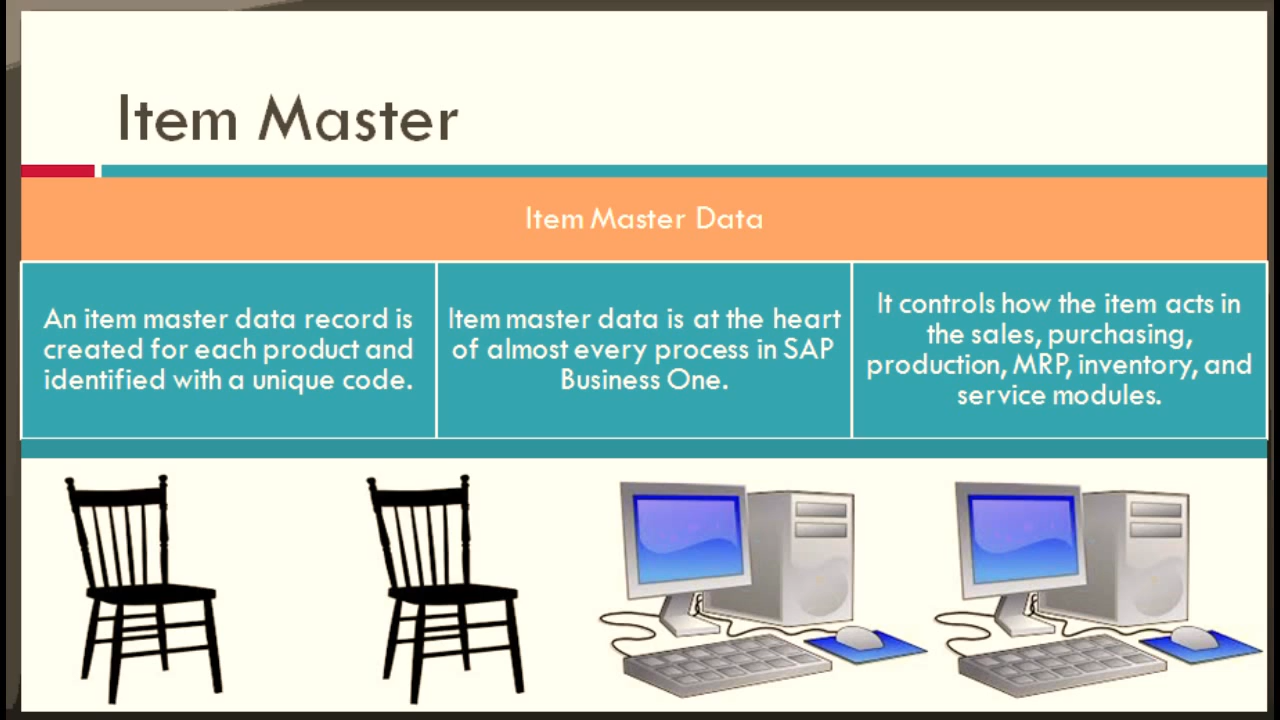 Item Master
Item Master Data
An item master data record is
created for each product and
identified with a unique code.
Item master data is at the heart
of almost every process in SAP
Business One.
It controls how the item acts in
the sales, purchasing,
production, MRP, inventory, and
service modules.